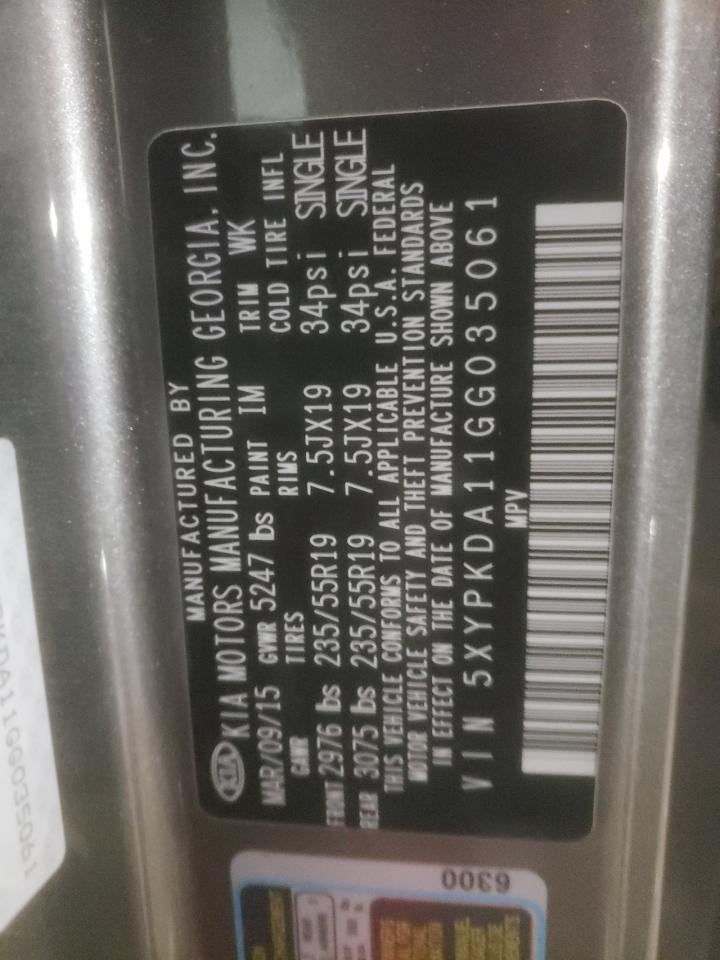 MANUFACTURED BY
KIA KIA MOTORS MANUFACTURING GEORGIA, INC.
MAR/09/15 GVWR 5247 lbs PAINT IM TRIM WK
GAWR TIRES RIMS COLD TIRE INFL
FRONT 2976 lbs 235/55R19 7.5JX19 34psi SINGLE
REAR 3075 lbs 235/55R19 7.5JX19 34psi SINGLE
THIS VEHICLE CONFORMS TO ALL APPLICABLE U.S.A. FEDERAL
MOTOR VEHICLE SAFETY AND THEFT PREVENTION STANDARDS
IN EFFECT ON THE DATE OF MANUFACTURE SHOWN ABOVE
VIN 5XYPKDA11GG035061
MPV
PKDA11GG035061
6300